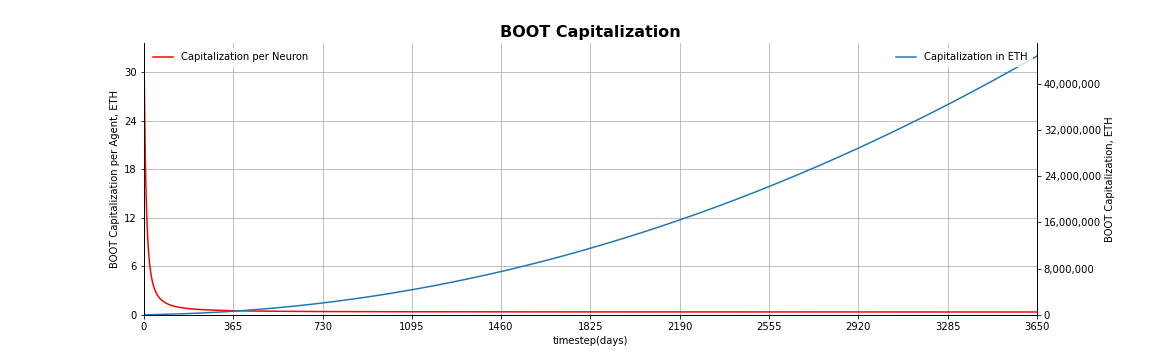 BOOT Capitalization
Capitalization per Neuron
Capitalization in ETH
BOOT Capitalization per Agent, ETH
30
24
18
12
6
0
40,000,000
32,000,000
24,000,000
16,000,000
8,000,000
0
BOOT Capitalization, ETH
0 365 730 1095 1460 1825 2190 2555 2920 3285 3650
timestep(days)